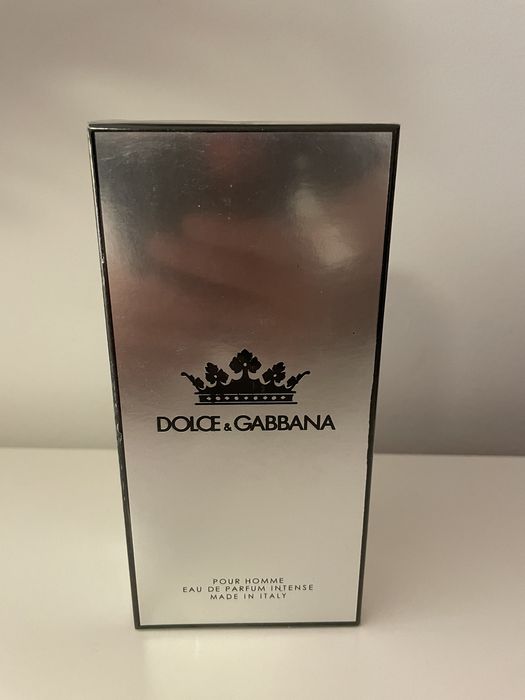 DOLCE & GABBANA
POUR HOMME
EAU DE PARFUM INTENSE
MADE IN ITALY